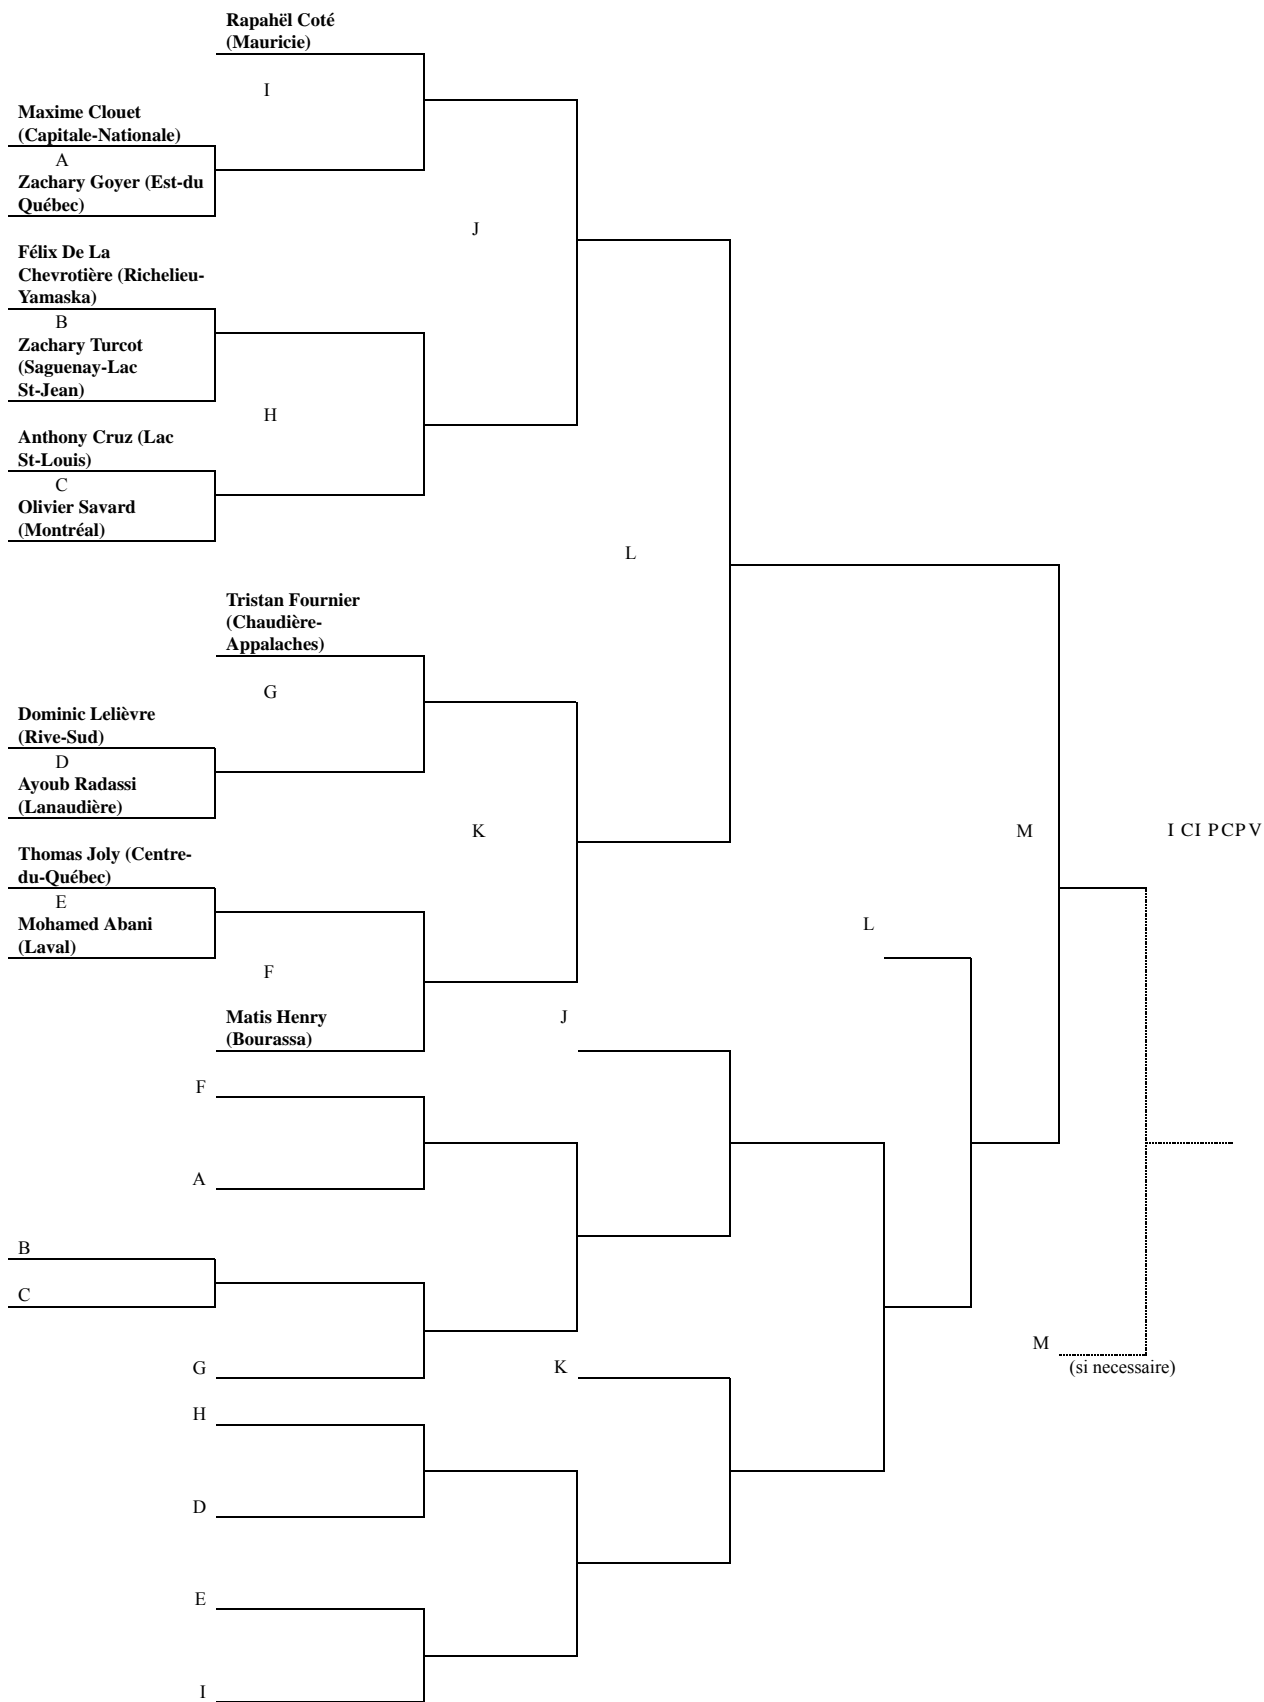 Rapahël Coté
(Mauricie)
I
Maxime Clouet
(Capitale-Nationale)
A
Zachary Goyer (Est-du
Québec)
J
Félix De La
Chevrotière (Richelieu-
Yamaska)
B
Zachary Turcot
(Saguenay-Lac
St-Jean)
H
Anthony Cruz (Lac
St-Louis)
C
Olivier Savard
(Montréal)
L
Tristan Fournier
(Chaudière-
Appalaches)
G
Dominic Lelièvre
(Rive-Sud)
D
Ayoub Radassi
(Lanaudière)
K
M
I CI PCPV
Thomas Joly (Centre-
du-Québec)
E
Mohamed Abani
(Laval)
L
F
Matis Henry
(Bourassa)
J
F
A
B
C
G
K
M
(si necessaire)
H
D
E
I